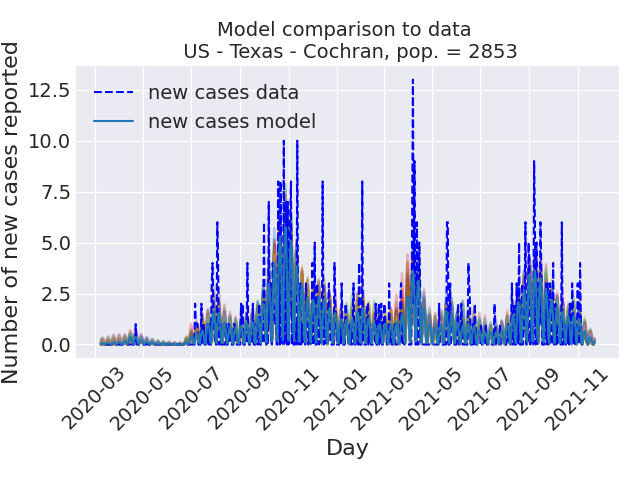 Model comparison to data
US - Texas - Cochran, pop. = 2853
Number of new cases reported
12.5
10.0
7.5
5.0
2.5
0.0
new cases data
new cases model
2020-03
2020-05
2020-07
2020-09
2020-11
2021-01
2021-03
2021-05
2021-07
2021-09
2021-11
Day